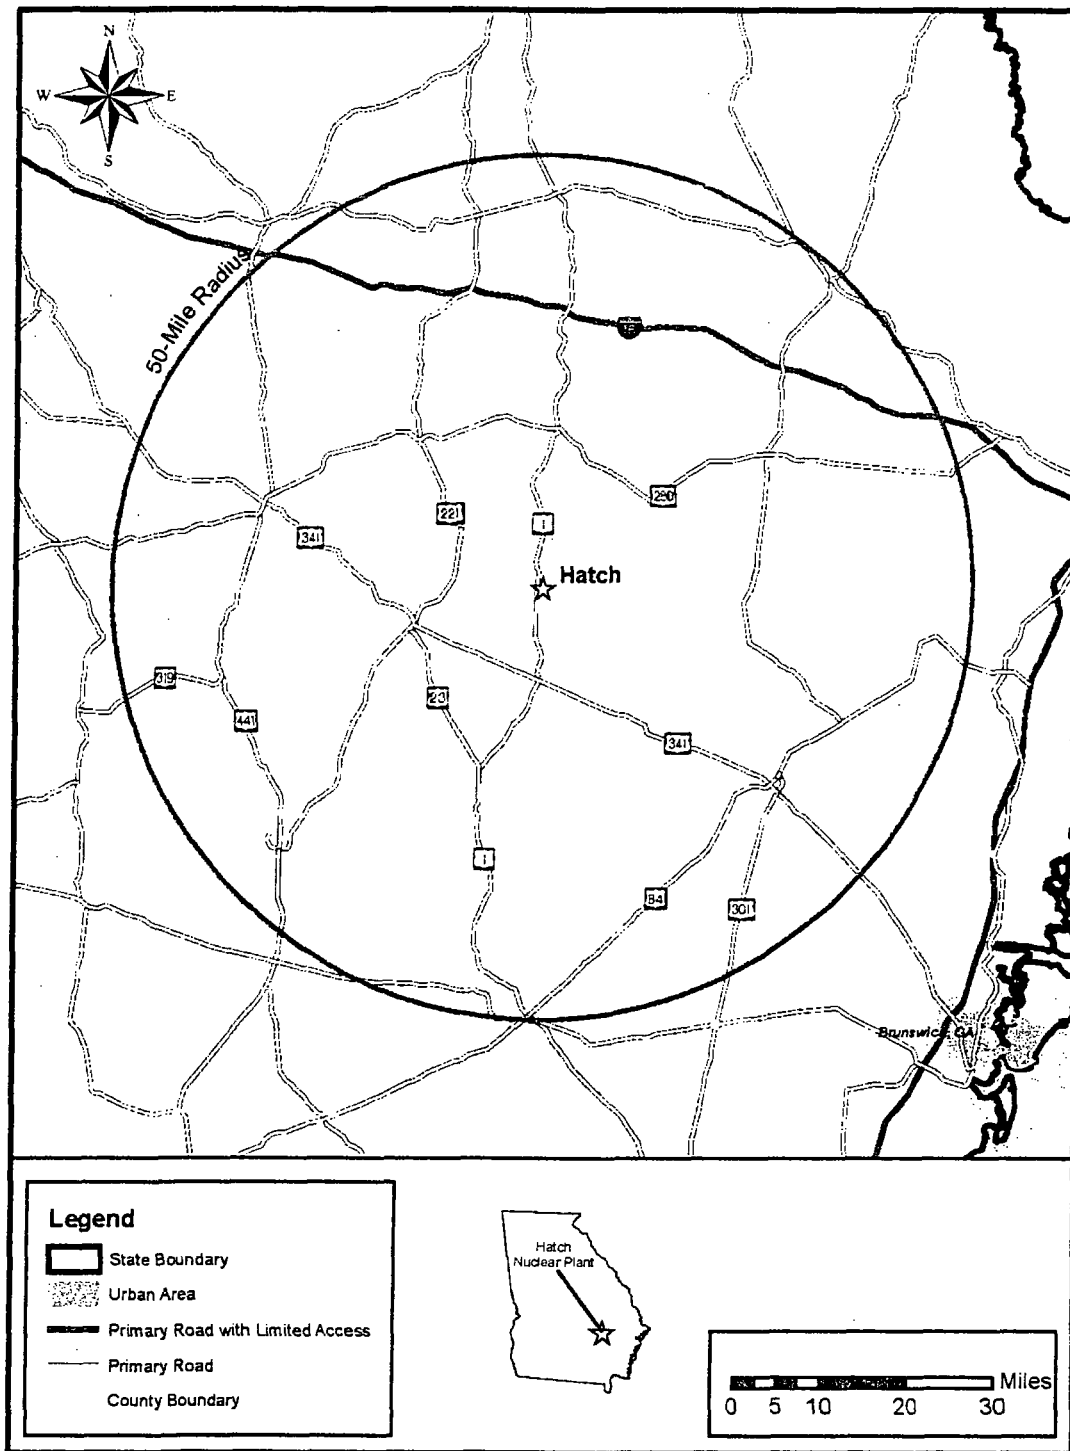 N
W E
S
50-Mile Radius
280
221
1
341
Hatch
319
23
441
341
1
84
301
Brunswick, GA
Legend
State Boundary
Urban Area
Primary Road with Limited Access
Primary Road
County Boundary
Hatch
Nuclear Plant
Miles
0 5 10 20 30